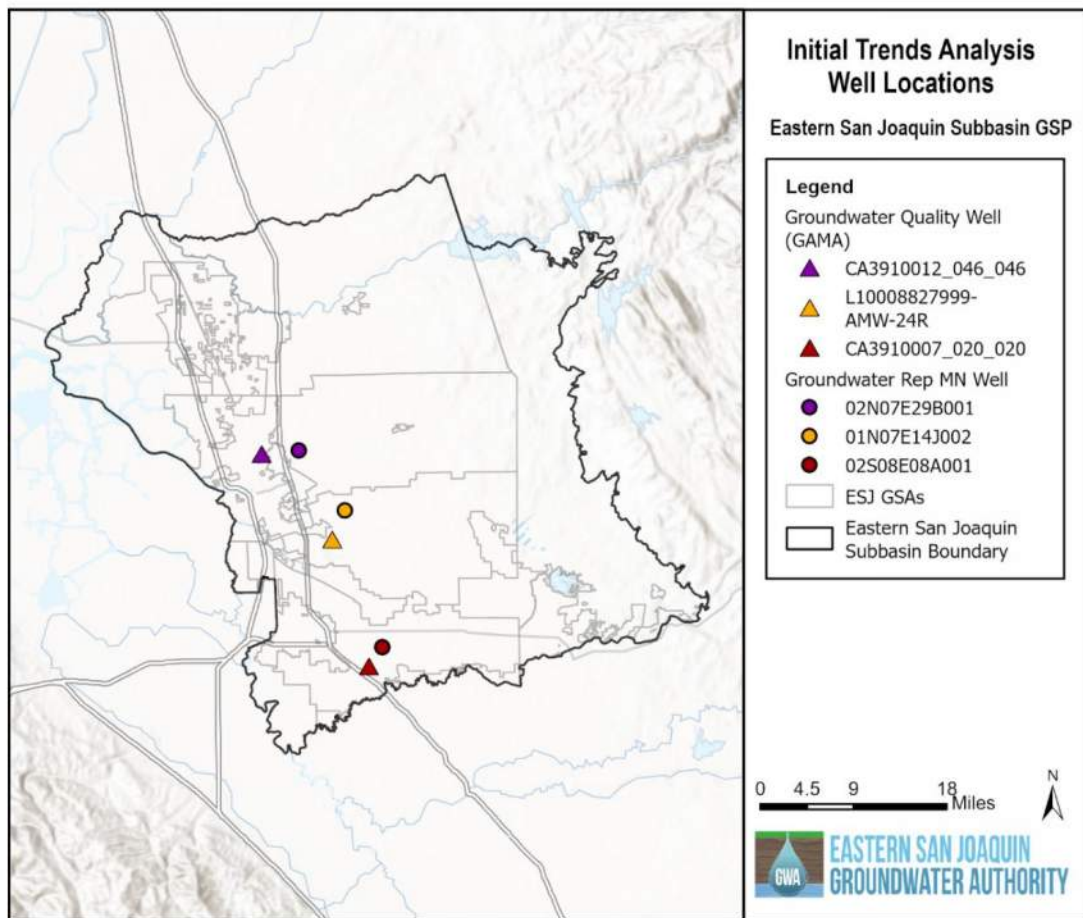 Initial Trends Analysis
Well Locations
Eastern San Joaquin Subbasin GSP
Legend
Groundwater Quality Well
(GAMA)
CA3910012_046_046
L10008827999-
AMW-24R
CA3910007_020_020
Groundwater Rep MN Well
02N07E29B001
01N07E14J002
02S08E08A001
ESJ GSAs
Eastern San Joaquin
Subbasin Boundary
N
0 4.5 9 18
Miles
GWA
EASTERN SAN JOAQUIN
GROUNDWATER AUTHORITY